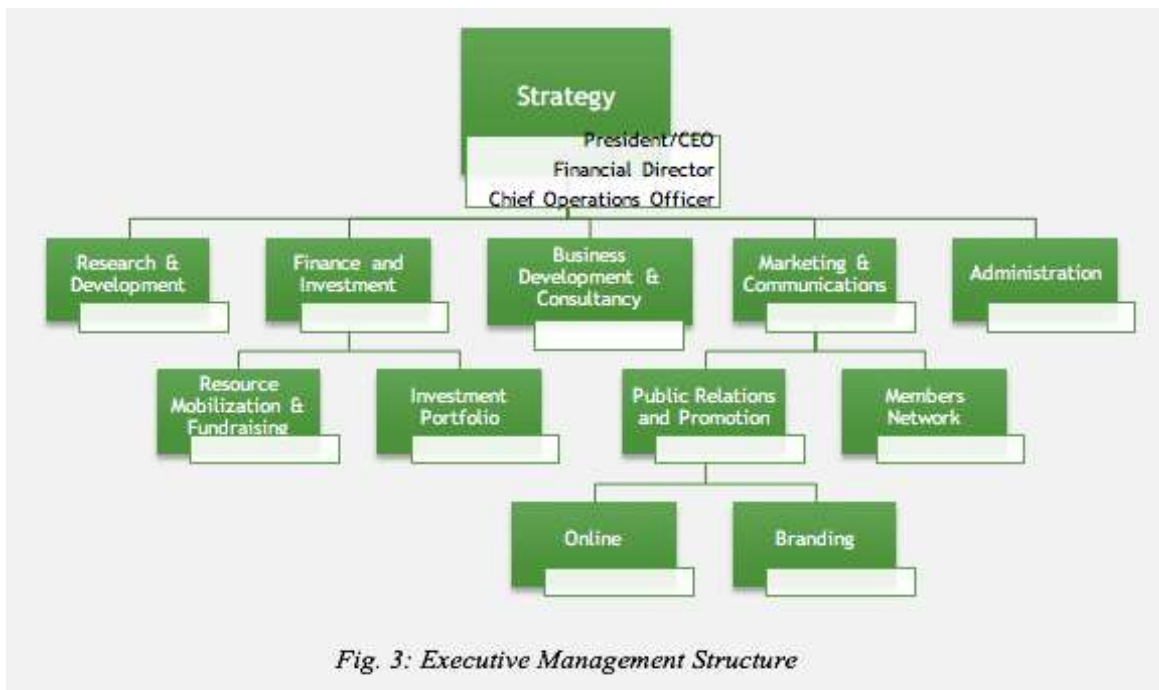 Strategy
President/CEO
Financial Director
Chief Operations Officer
Research &
Development
Finance and
Investment
Business
Development &
Consultancy
Marketing &
Communications
Administration
Resource
Mobilization &
Fundraising
Investment
Portfolio
Public Relations
and Promotion
Members
Network
Online
Branding
Fig. 3: Executive Management Structure